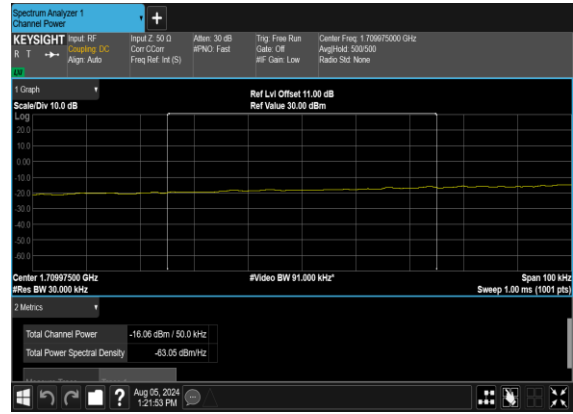 Spectrum Analyzer 1
Channel Power
+
KEYSIGHT Input: RF Input Z: 50 Ω Atten: 30 dB Trig: Free Run Center Freq: 1.709975000 GHz
R T Coupling: DC Corr CCorr #PNO: Fast Gate: Off Avg|Hold: 500/500
Align: Auto Freq Ref: Int (S) #IF Gain: Low Radio Std: None
1 Graph Ref Lvl Offset 11.00 dB
Scale/Div 10.0 dB Ref Value 30.00 dBm
Log
20.0
10.0
0.00
-10.0
-20.0
-30.0
-40.0
-50.0
-60.0
Center 1.70997500 GHz #Video BW 91.000 kHz* Span 100 kHz
#Res BW 30.000 kHz Sweep 1.00 ms (1001 pts)
2 Metrics
Total Channel Power -16.06 dBm / 50.0 kHz
Total Power Spectral Density -63.05 dBm/Hz
? Aug 05, 2024
1:21:53 PM